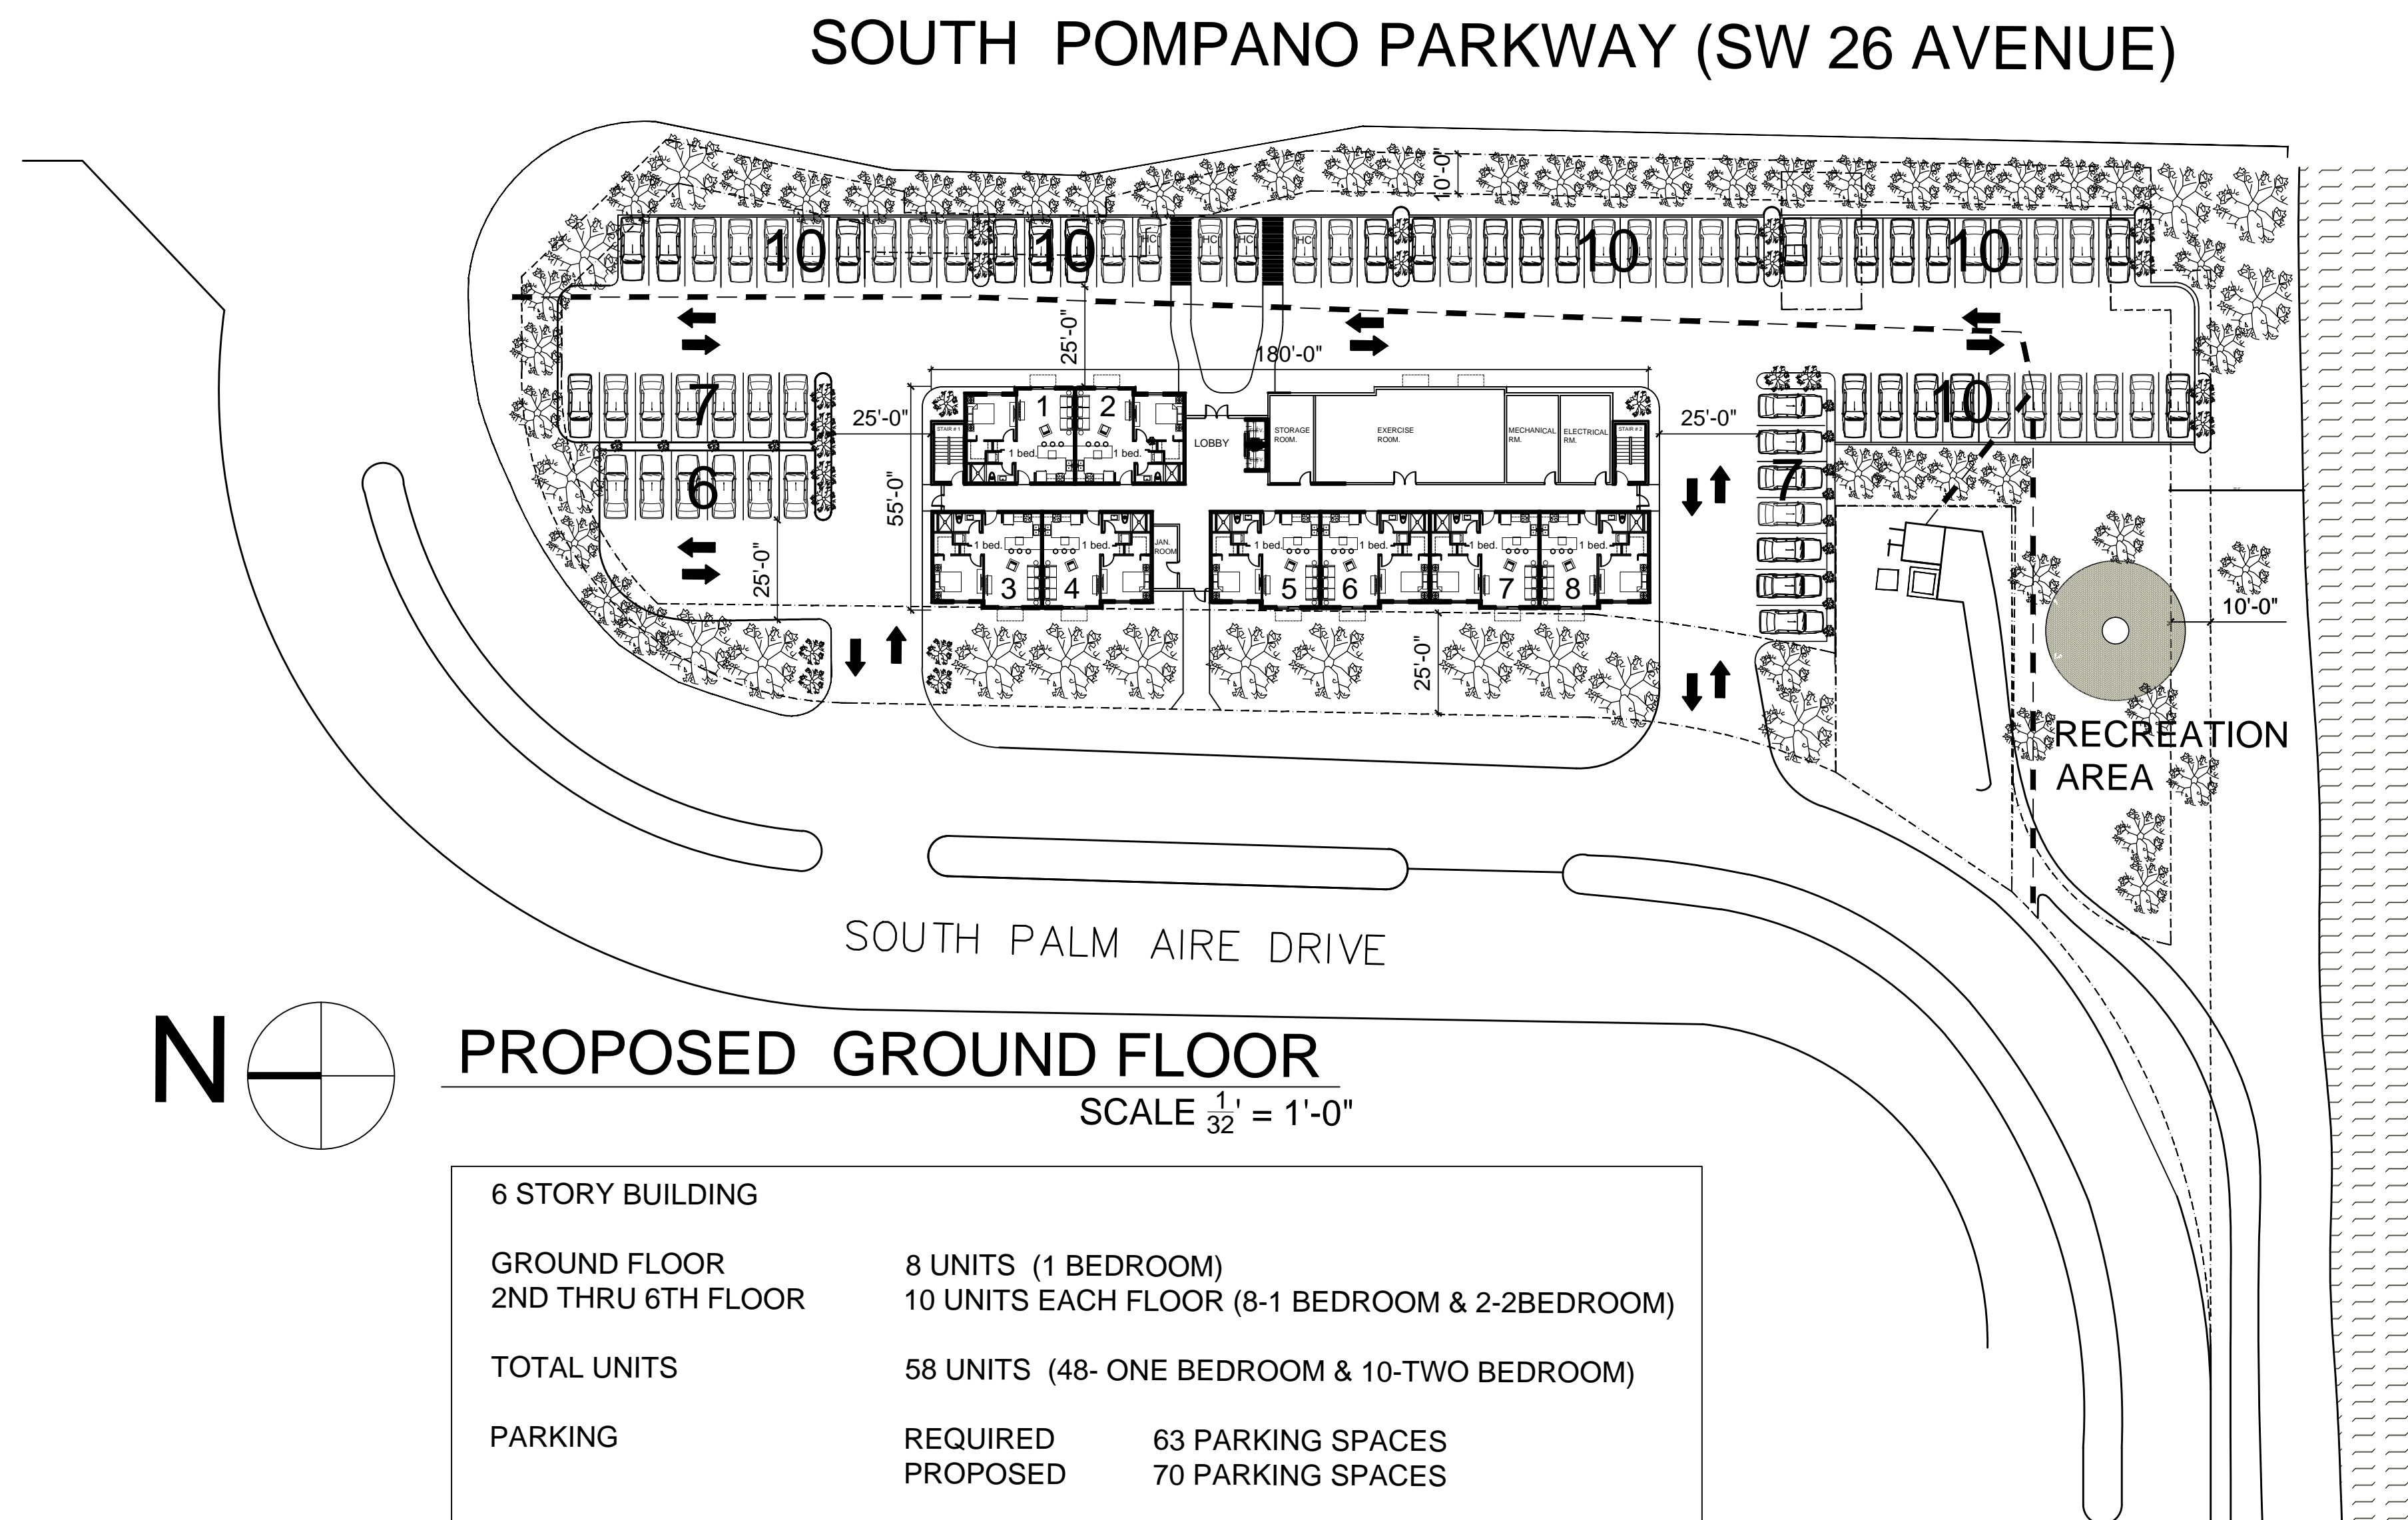 SOUTH POMPANO PARKWAY (SW 26 AVENUE)
10'-0"
10
10
10
10
HC
HC
HC
HC
25'-0"
180'-0"
7
10
25'-0"
1
2
25'-0"
STAIR # 1
LOBBY
STORAGE
ROOM.
EXERCISE
ROOM.
MECHANICAL
RM.
ELECTRICAL
RM.
STAIR # 2
1 bed.
1 bed.
6
7
55'-0"
1 bed.
1 bed.
JAN.
ROOM
1 bed.
1 bed.
1 bed.
1 bed.
25'-0"
3
4
5
6
7
8
10'-0"
25'-0"
RECREATION
AREA
SOUTH PALM AIRE DRIVE
N
PROPOSED GROUND FLOOR
SCALE 1/32' = 1'-0"
6 STORY BUILDING
GROUND FLOOR 8 UNITS (1 BEDROOM)
2ND THRU 6TH FLOOR 10 UNITS EACH FLOOR (8-1 BEDROOM & 2-2BEDROOM)
TOTAL UNITS 58 UNITS (48- ONE BEDROOM & 10-TWO BEDROOM)
PARKING REQUIRED 63 PARKING SPACES
PROPOSED 70 PARKING SPACES